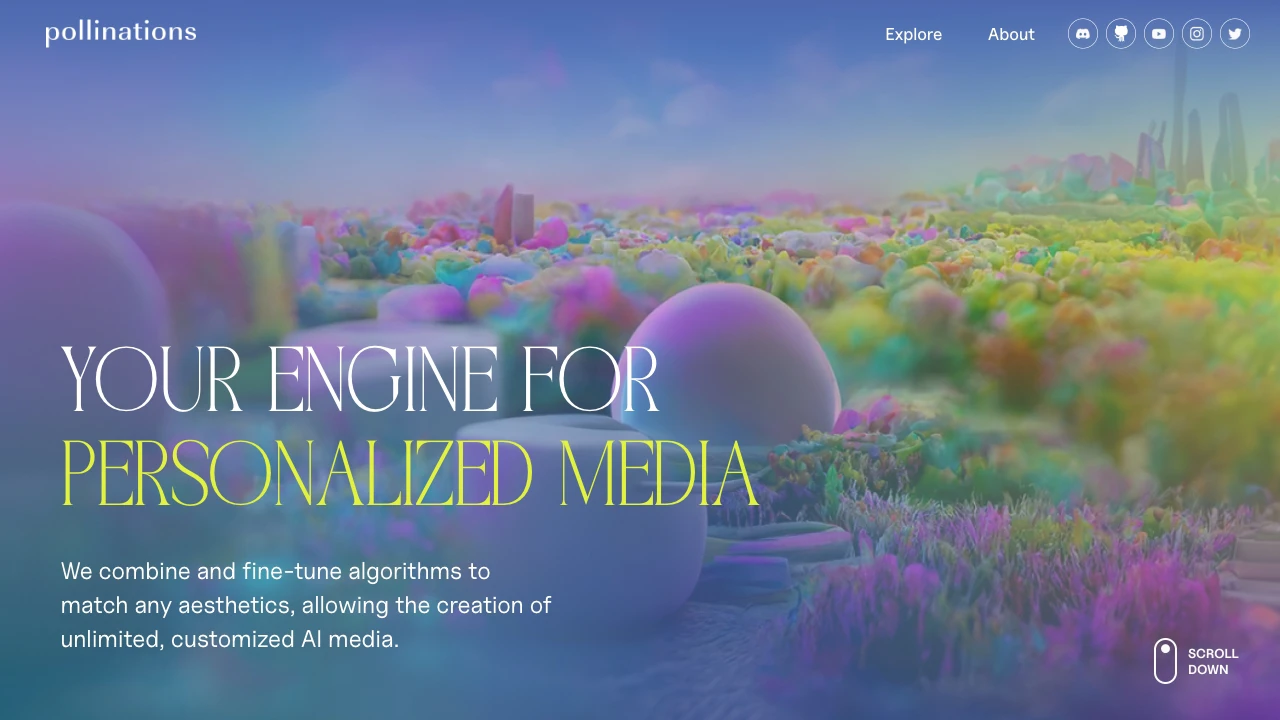 pollinations
Explore
About
YOUR ENGINE FOR
PERSONALIZED MEDIA
We combine and fine-tune algorithms to
match any aesthetics, allowing the creation of
unlimited, customized AI media.
SCROLL
DOWN